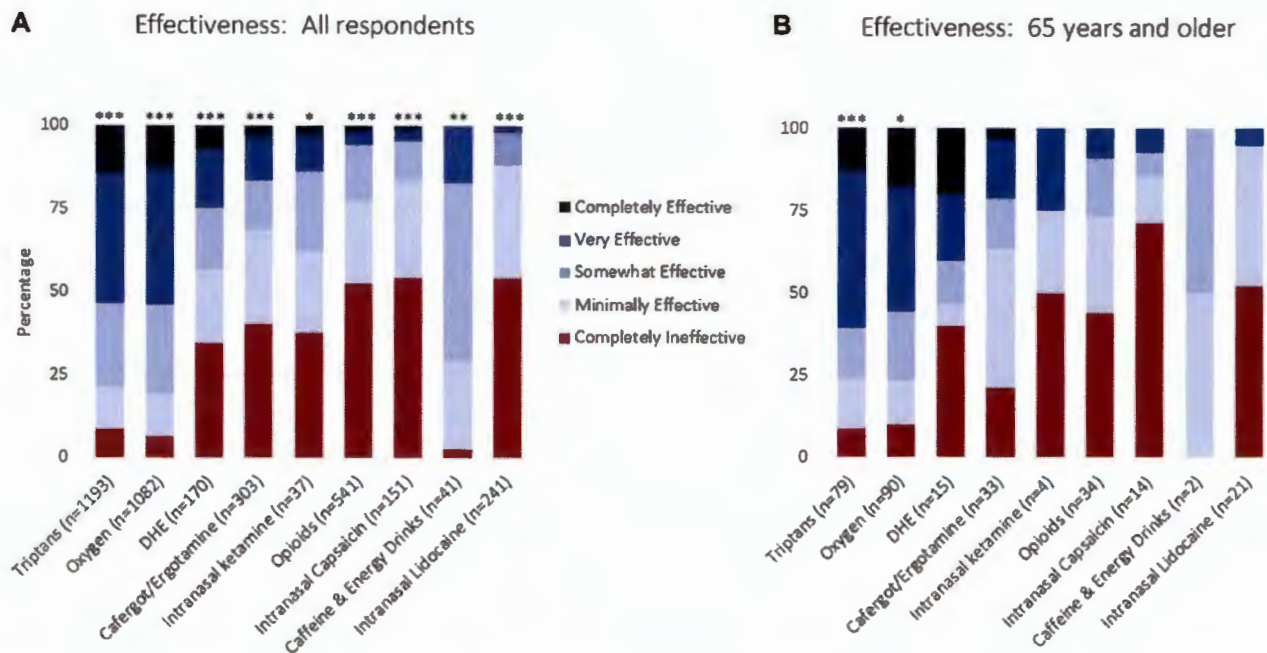 A
Effectiveness: All respondents
*** *** *** *** * *** *** ** ***
100
75
50
25
0
Percentage
Triptans (n=1193)
Oxygen (n=1082)
DHE (n=170)
Cafergot/Ergotamine (n=303)
Intranasal ketamine (n=37)
Opioids (n=541)
Intranasal Capsaicin (n=151)
Caffeine & Energy Drinks (n=41)
Intranasal Lidocaine (n=241)
Completely Effective
Very Effective
Somewhat Effective
Minimally Effective
Completely Ineffective
B
Effectiveness: 65 years and older
*** *
100
75
50
25
0
Triptans (n=79)
Oxygen (n=90)
DHE (n=15)
Cafergot/Ergotamine (n=33)
Intranasal ketamine (n=4)
Opioids (n=34)
Intranasal Capsaicin (n=14)
Caffeine & Energy Drinks (n=2)
Intranasal Lidocaine (n=21)